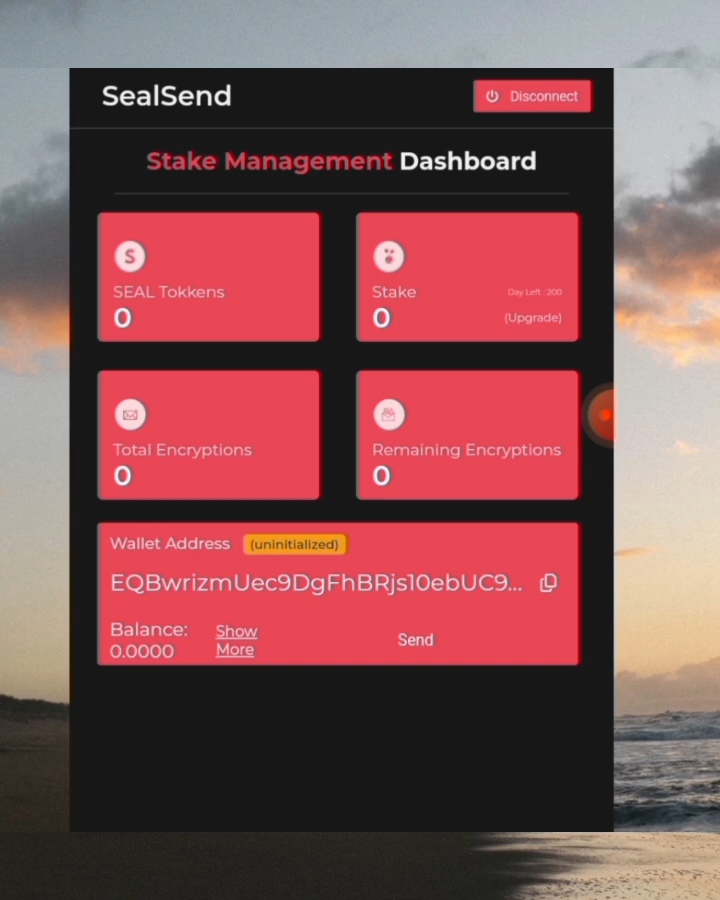 SealSend
Disconnect
Stake Management Dashboard
S
SEAL Tokkens
0
Stake
Day Left : 200
0
(Upgrade)
Total Encryptions
0
Remaining Encryptions
0
Wallet Address (uninitialized)
EQBwrizmUec9DgFhBRjs10ebUC9...
Balance:
0.0000
Show
More
Send